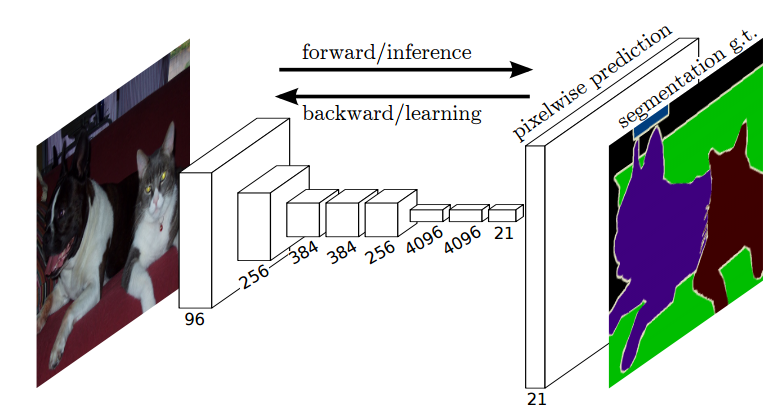 forward/inference
backward/learning
pixelwise prediction
segmentation g.t.
96
256
384
384
256
4096
4096
21
21